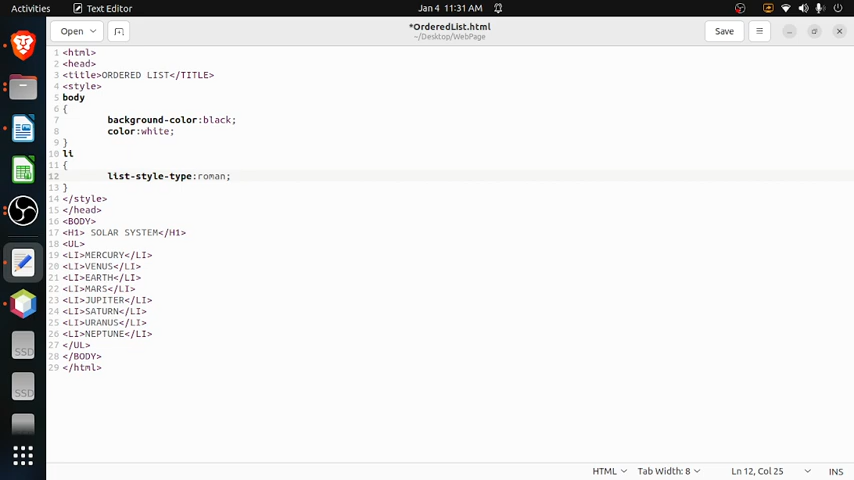 Activities
Text Editor
Jan 4 11:31 AM
Open
*OrderedList.html
~/Desktop/WebPage
Save
1 <html>
2 <head>
3 <title>ORDERED LIST</TITLE>
4 <style>
5 body
6 {
7 background-color:black;
8 color:white;
9 }
10 li
11 {
12 list-style-type:roman;
13 }
14 </style>
15 </head>
16 <BODY>
17 <H1> SOLAR SYSTEM</H1>
18 <UL>
19 <LI>MERCURY</LI>
20 <LI>VENUS</LI>
21 <LI>EARTH</LI>
22 <LI>MARS</LI>
23 <LI>JUPITER</LI>
24 <LI>SATURN</LI>
25 <LI>URANUS</LI>
26 <LI>NEPTUNE</LI>
27 </UL>
28 </BODY>
29 </html>
SSD
SSD
HTML
Tab Width: 8
Ln 12, Col 25
INS